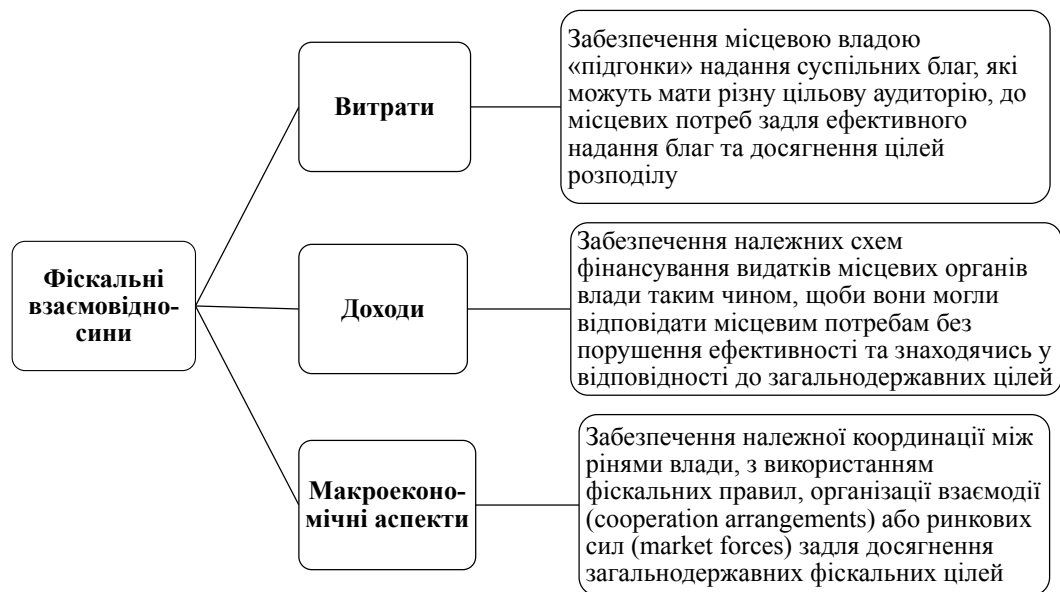 Фіскальні
взаємовідно-
сини
Витрати
Забезпечення місцевою владою
«підгонки» надання суспільних благ, які
можуть мати різну цільову аудиторію, до
місцевих потреб задля ефективного
надання благ та досягнення цілей
розподілу
Доходи
Забезпечення належних схем
фінансування видатків місцевих органів
влади таким чином, щоби вони могли
відповідати місцевим потребам без
порушення ефективності та знаходячись у
відповідності до загальнодержавних цілей
Макроеконо-
мічні аспекти
Забезпечення належної координації між
рінями влади, з використанням
фіскальних правил, організації взаємодії
(cooperation arrangements) або ринкових
сил (market forces) задля досягнення
загальнодержавних фіскальних цілей